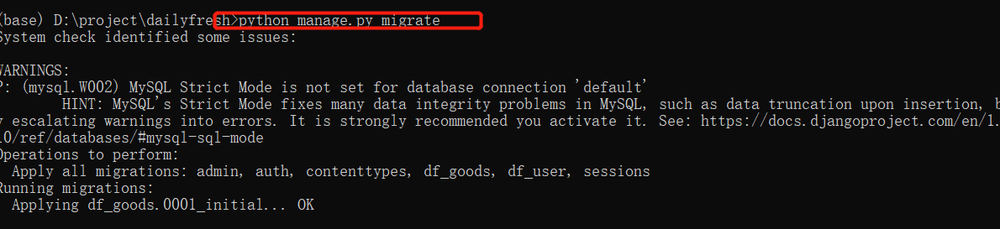 (base) D:\project\dailyfresh>python manage.py migrate
System check identified some issues:
WARNINGS:
?: (mysql.W002) MySQL Strict Mode is not set for database connection 'default'
HINT: MySQL's Strict Mode fixes many data integrity problems in MySQL, such as data truncation upon insertion, b
y escalating warnings into errors. It is strongly recommended you activate it. See: https://docs.djangoproject.com/en/1.
10/ref/databases/#mysql-sql-mode
Operations to perform:
Apply all migrations: admin, auth, contenttypes, df_goods, df_user, sessions
Running migrations:
Applying df_goods.0001_initial... OK